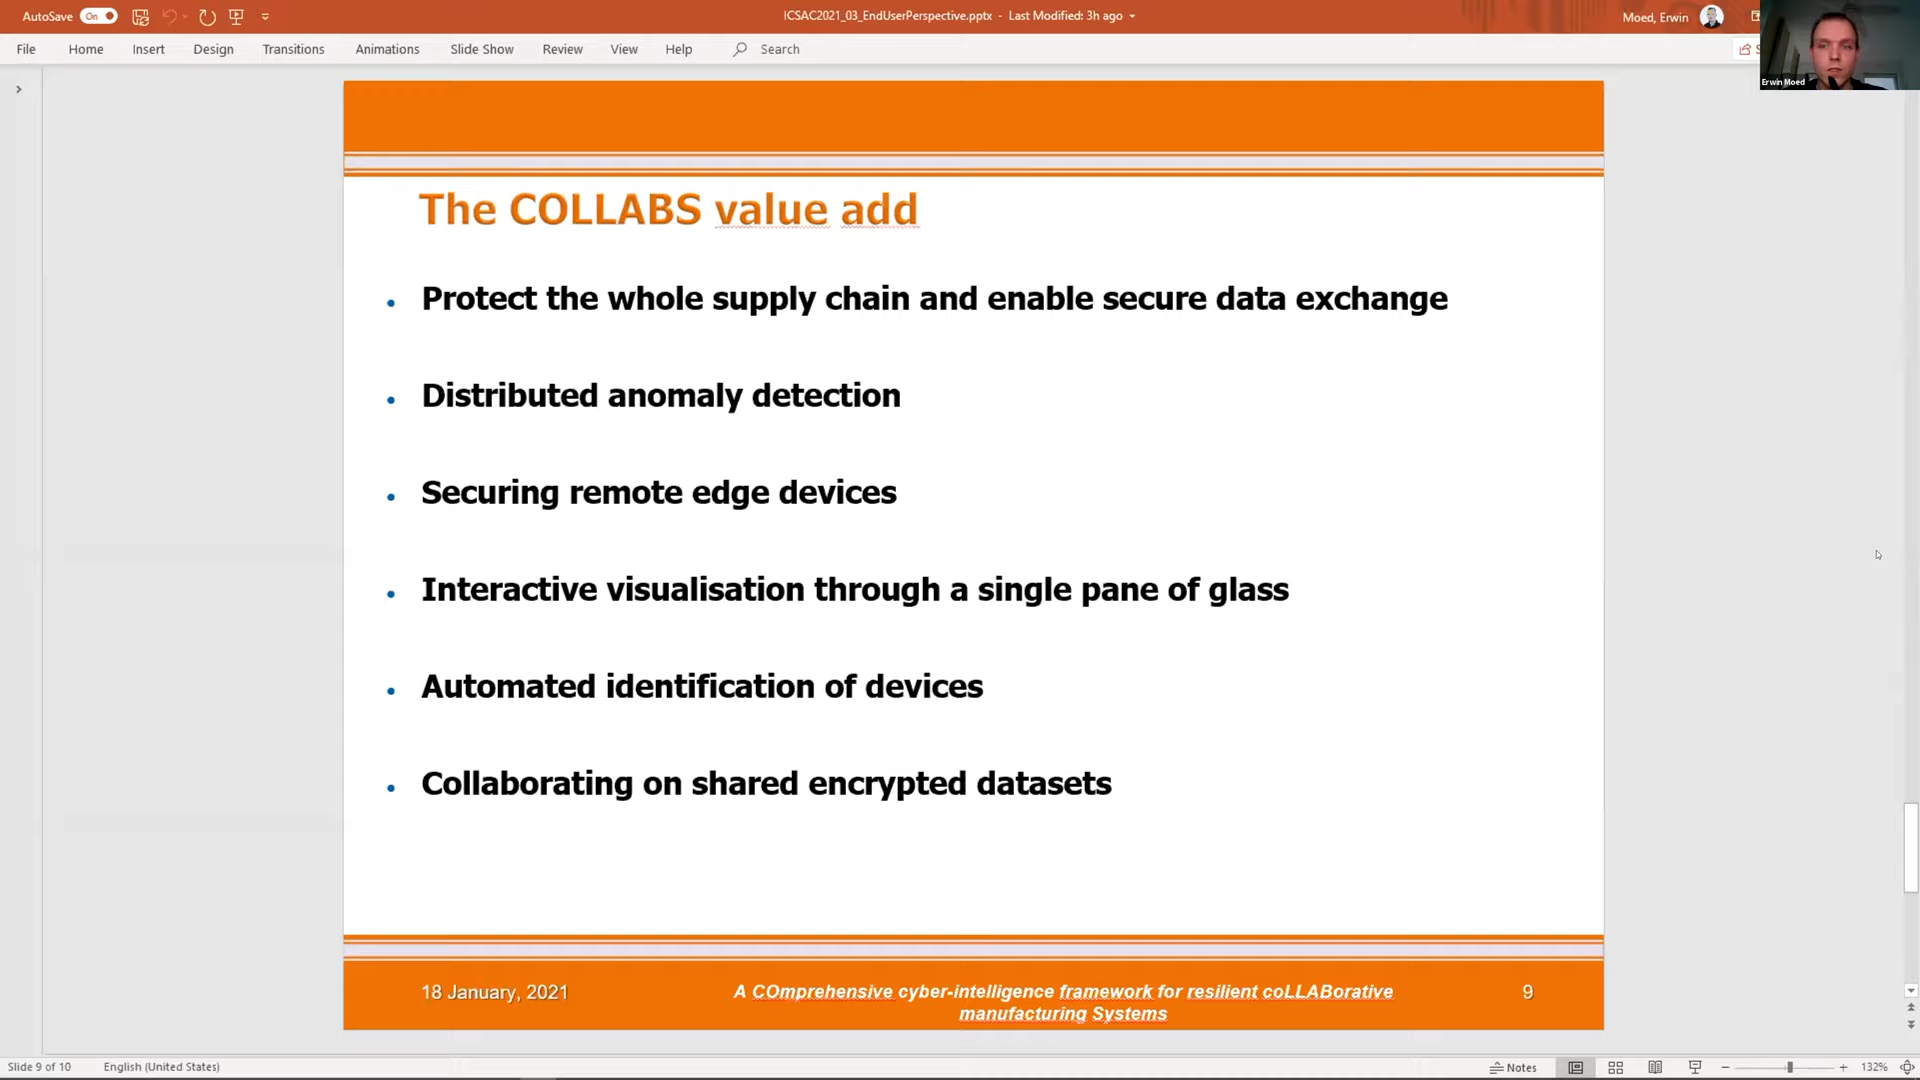 AutoSave On ICSAC2021_03_EndUserPerspective.pptx - Last Modified: 3h ago Moed, Erwin
File Home Insert Design Transitions Animations Slide Show Review View Help Search
Erwin Moed
The COLLABS value add
• Protect the whole supply chain and enable secure data exchange
• Distributed anomaly detection
• Securing remote edge devices
• Interactive visualisation through a single pane of glass
• Automated identification of devices
• Collaborating on shared encrypted datasets
18 January, 2021
A COmprehensive cyber-intelligence framework for resilient coLLABorative
manufacturing Systems
9
Slide 9 of 10 English (United States) Notes 132%